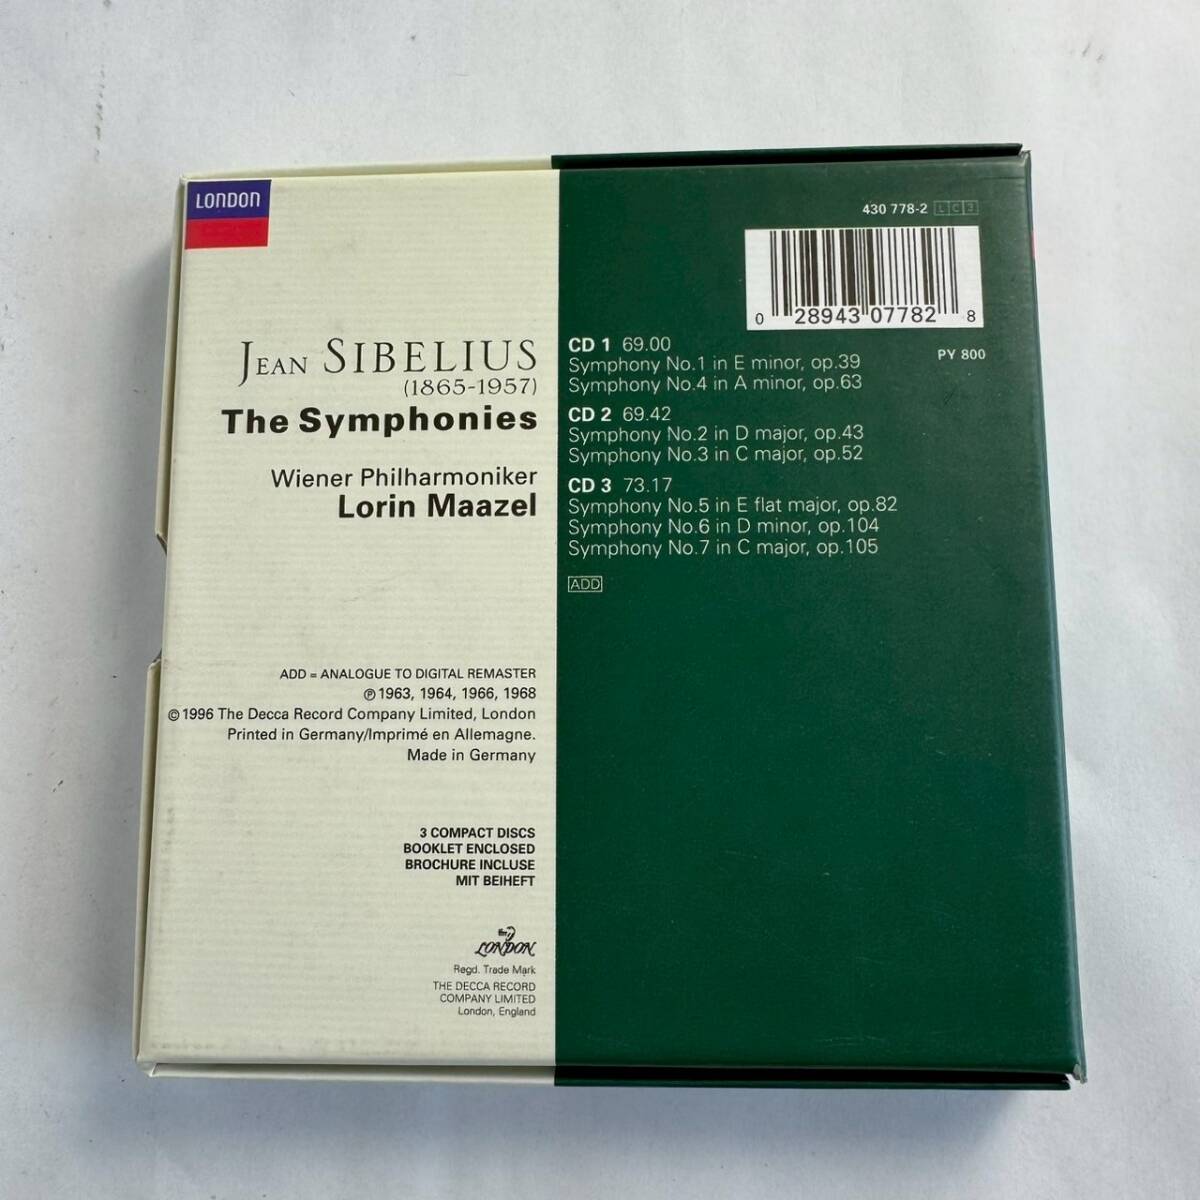 LONDON
JEAN SIBELIUS
(1865-1957)
The Symphonies
Wiener Philharmoniker
Lorin Maazel
ADD = ANALOGUE TO DIGITAL REMASTER
℗ 1963, 1964, 1966, 1968
© 1996 The Decca Record Company Limited, London
Printed in Germany/Imprimé en Allemagne.
Made in Germany
3 COMPACT DISCS
BOOKLET ENCLOSED
BROCHURE INCLUSE
MIT BEIHEFT
LONDON
Regd. Trade Mark
THE DECCA RECORD
COMPANY LIMITED
London, England
430 778-2 LC3
0 28943 07782 8
PY 800
CD 1 69.00
Symphony No.1 in E minor, op.39
Symphony No.4 in A minor, op.63
CD 2 69.42
Symphony No.2 in D major, op.43
Symphony No.3 in C major, op.52
CD 3 73.17
Symphony No.5 in E flat major, op.82
Symphony No.6 in D minor, op.104
Symphony No.7 in C major, op.105
ADD